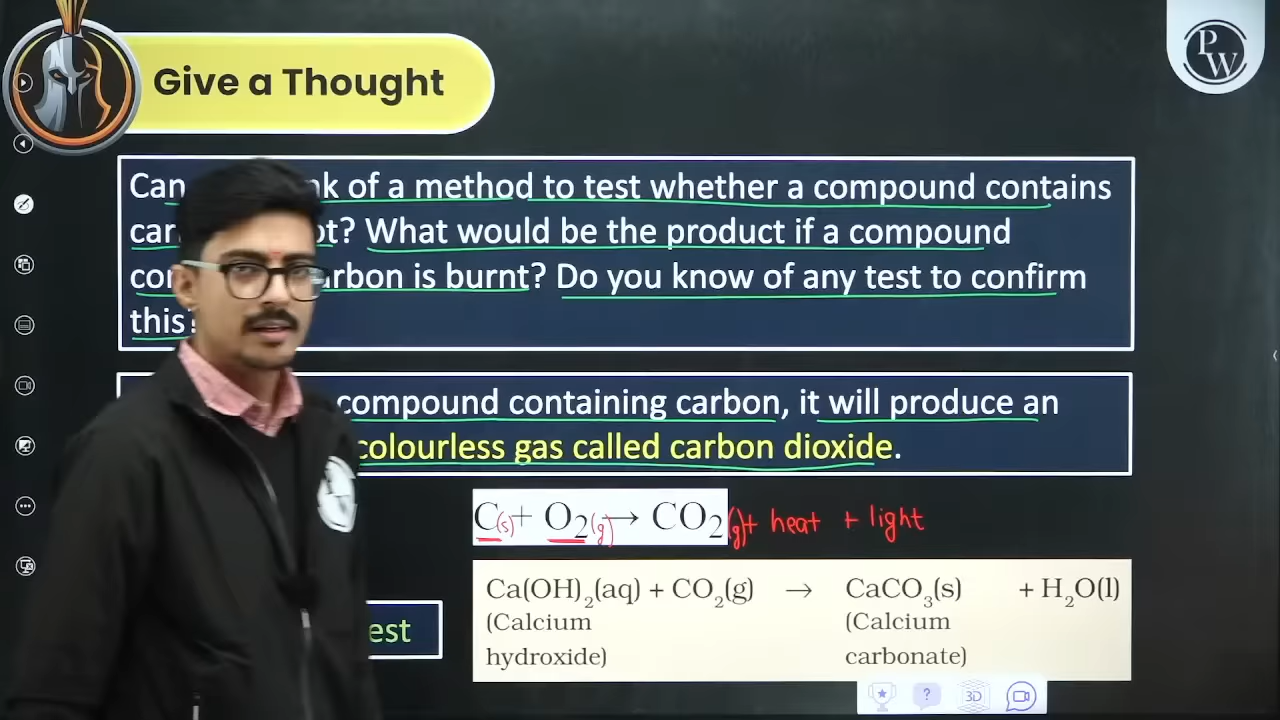 Give a Thought
PW
Can nk of a method to test whether a compound contains
car ot? What would be the product if a compound
con rbon is burnt? Do you know of any test to confirm
this?
compound containing carbon, it will produce an
colourless gas called carbon dioxide.
C(s) + O₂(g) → CO₂(g) + heat + light
Ca(OH)₂(aq) + CO₂(g) → CaCO₃(s) + H₂O(l)
(Calcium (Calcium
hydroxide) carbonate)
est
3D